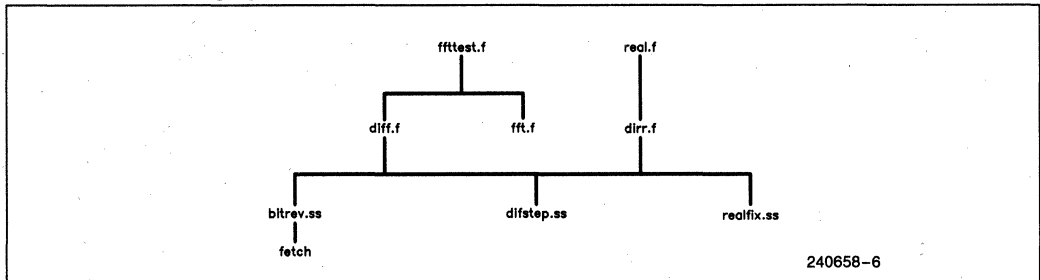 ffttest.f real.f
diff.f fft.f dirr.f
bitrev.ss difstep.ss realfix.ss
fetch
240658-6